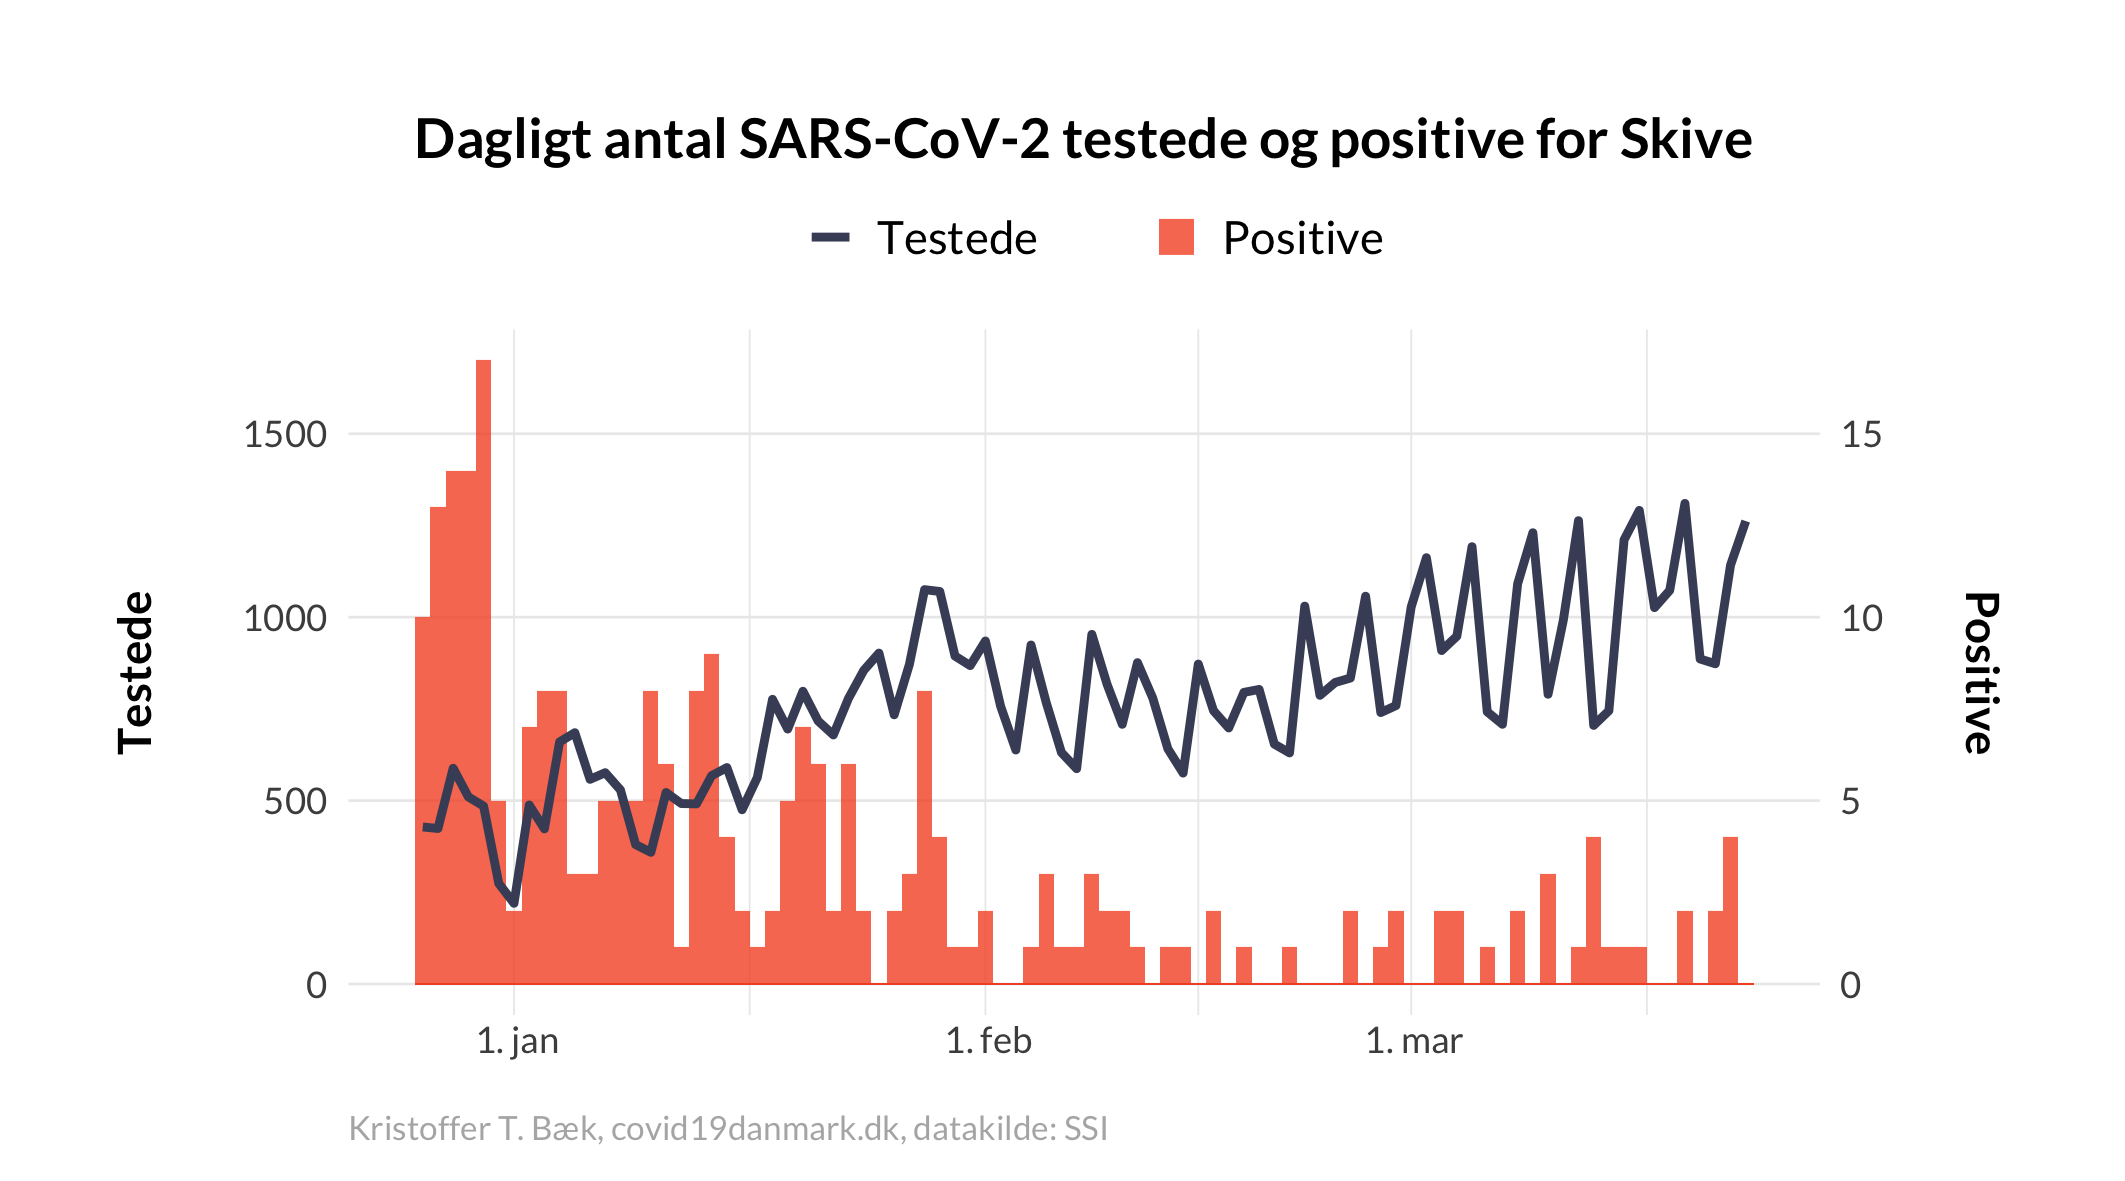 Dagligt antal SARS-CoV-2 testede og positive for Skive
Testede
Positive
1500
1000
500
0
Testede
15
10
5
0
Positive
1. jan
1. feb
1. mar
Kristoffer T. Bæk, covid19danmark.dk, datakilde: SSI